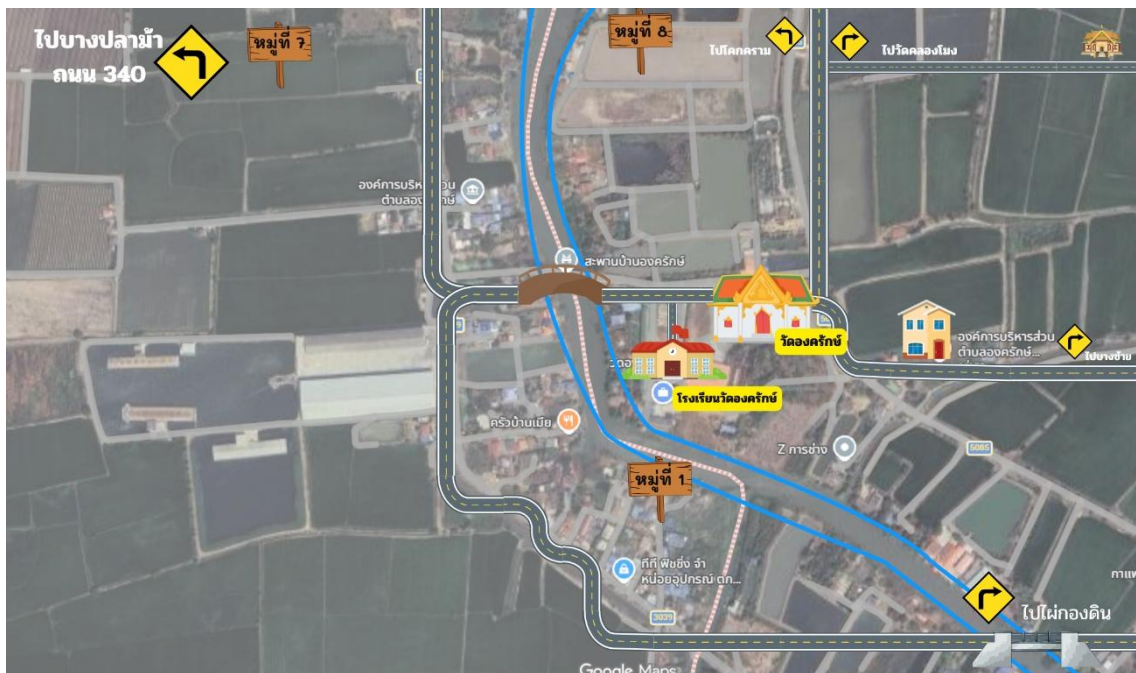 ไปบางปลาม้า
ถนน 340
หมู่ที่ 7
หมู่ที่ 8
ไปโคกคราม
ไปวัดคลองโมง
องค์การบริหารส่วน
ตำบลองครักษ์
สะพานบ้านองครักษ์
วัดองครักษ์
องค์การบริหารส่วน
ตำบลองครักษ์...
ไปบางซ้าย
โรงเรียนวัดองครักษ์
ครัวบ้านเมีย
Z การช่าง
5085
หมู่ที่ 1
ทีที ฟิชชิ่ง จำ
หน่อยอุปกรณ์ ตก...
กาแฟ
3039
ไปไผ่กองดิน
Google Maps